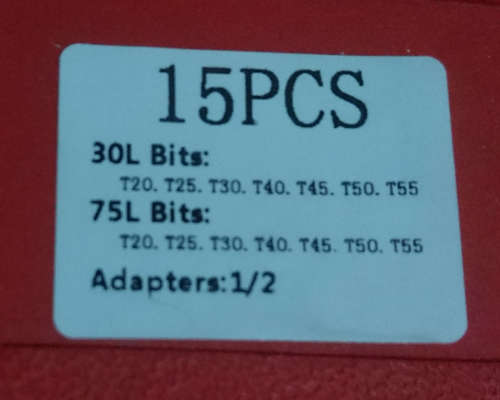 15PCS
30L Bits:
T20. T25. T30. T40. T45. T50. T55
75L Bits:
T20. T25. T30. T40. T45. T50. T55
Adapters:1/2